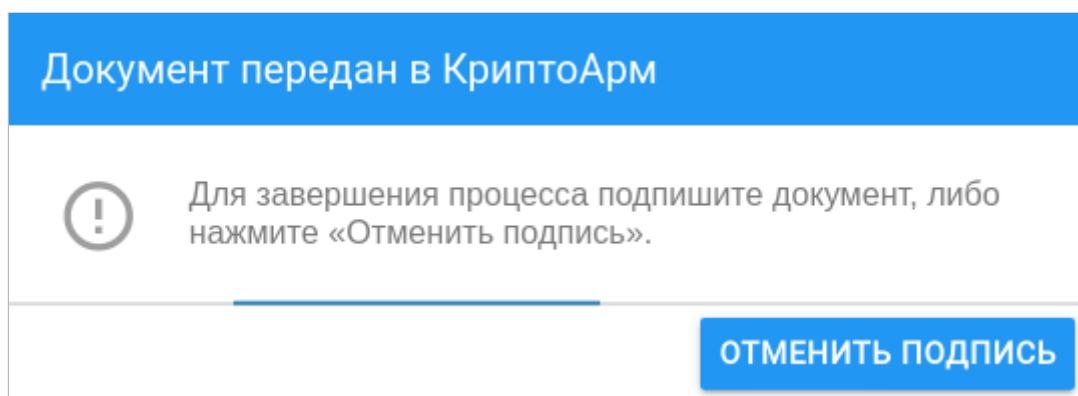 Документ передан в КриптоАрм
Для завершения процесса подпишите документ, либо
нажмите «Отменить подпись».
ОТМЕНИТЬ ПОДПИСЬ